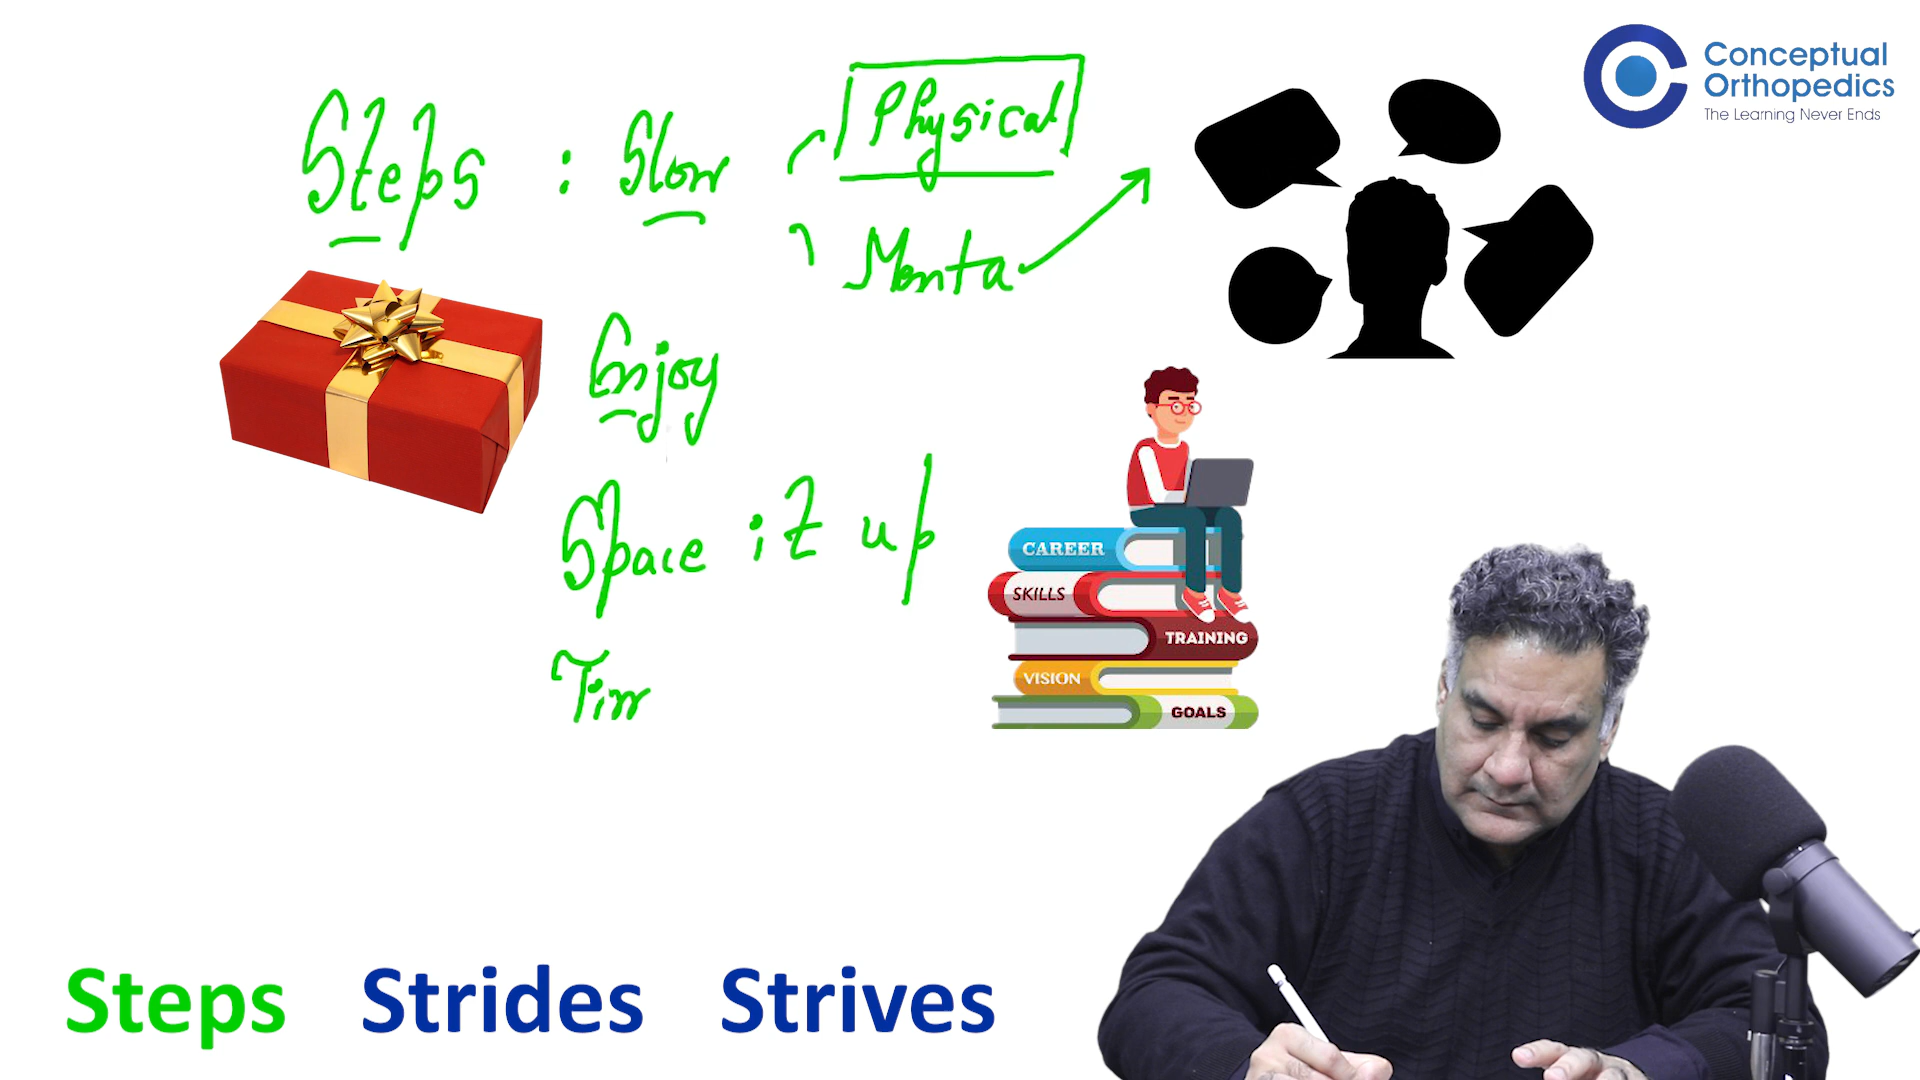 Conceptual
Orthopedics
The Learning Never Ends
Steps : Slow
Physical
Menta
Enjoy
Space : Z up
CAREER
SKILLS
TRAINING
VISION
GOALS
Steps Strides Strives